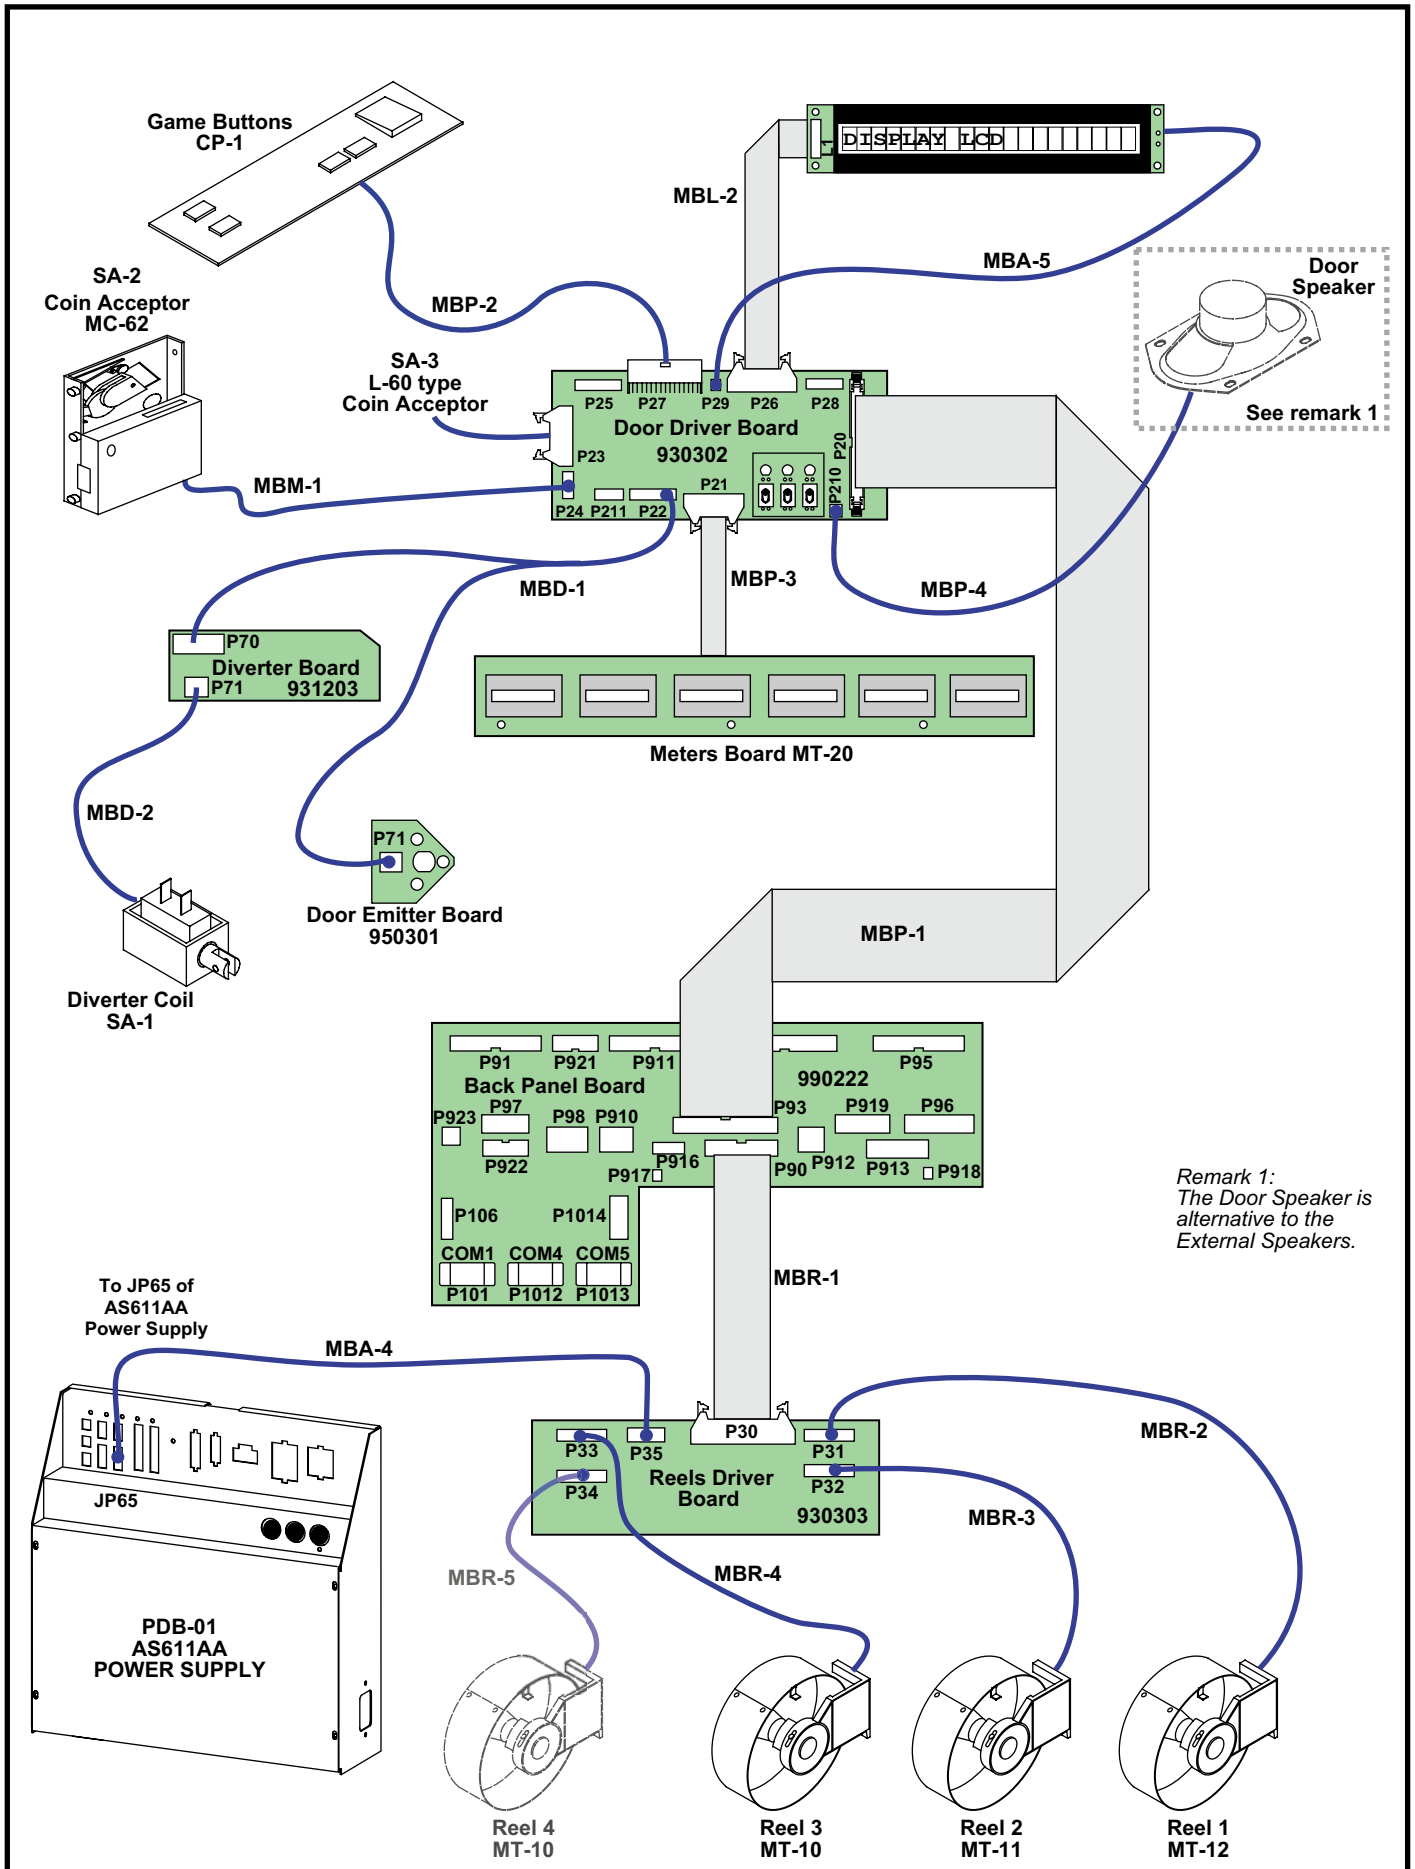 Game Buttons
CP-1
L1
DISPLAY LCD
MBL-2
MBA-5
Door
Speaker
See remark 1
SA-2
Coin Acceptor
MC-62
MBP-2
SA-3
L-60 type
Coin Acceptor
MBM-1
P25
P27
P29
P26
P28
Door Driver Board
930302
P20
P23
P21
P210
P24
P211
P22
MBD-1
MBP-3
MBP-4
P70
Diverter Board
P71
931203
Meters Board MT-20
MBD-2
P71
Door Emitter Board
950301
MBP-1
Diverter Coil
SA-1
P91
P921
P911
P95
Back Panel Board
990222
P923
P97
P98
P910
P93
P919
P96
P922
P916
P90
P912
P913
P917
P918
P106
P1014
COM1
COM4
COM5
P101
P1012
P1013
Remark 1:
The Door Speaker is
alternative to the
External Speakers.
MBR-1
To JP65 of
AS611AA
Power Supply
MBA-4
JP65
P33
P35
P30
P31
P34
P32
Reels Driver
Board
930303
MBR-2
MBR-3
MBR-4
MBR-5
PDB-01
AS611AA
POWER SUPPLY
Reel 4
MT-10
Reel 3
MT-10
Reel 2
MT-11
Reel 1
MT-12